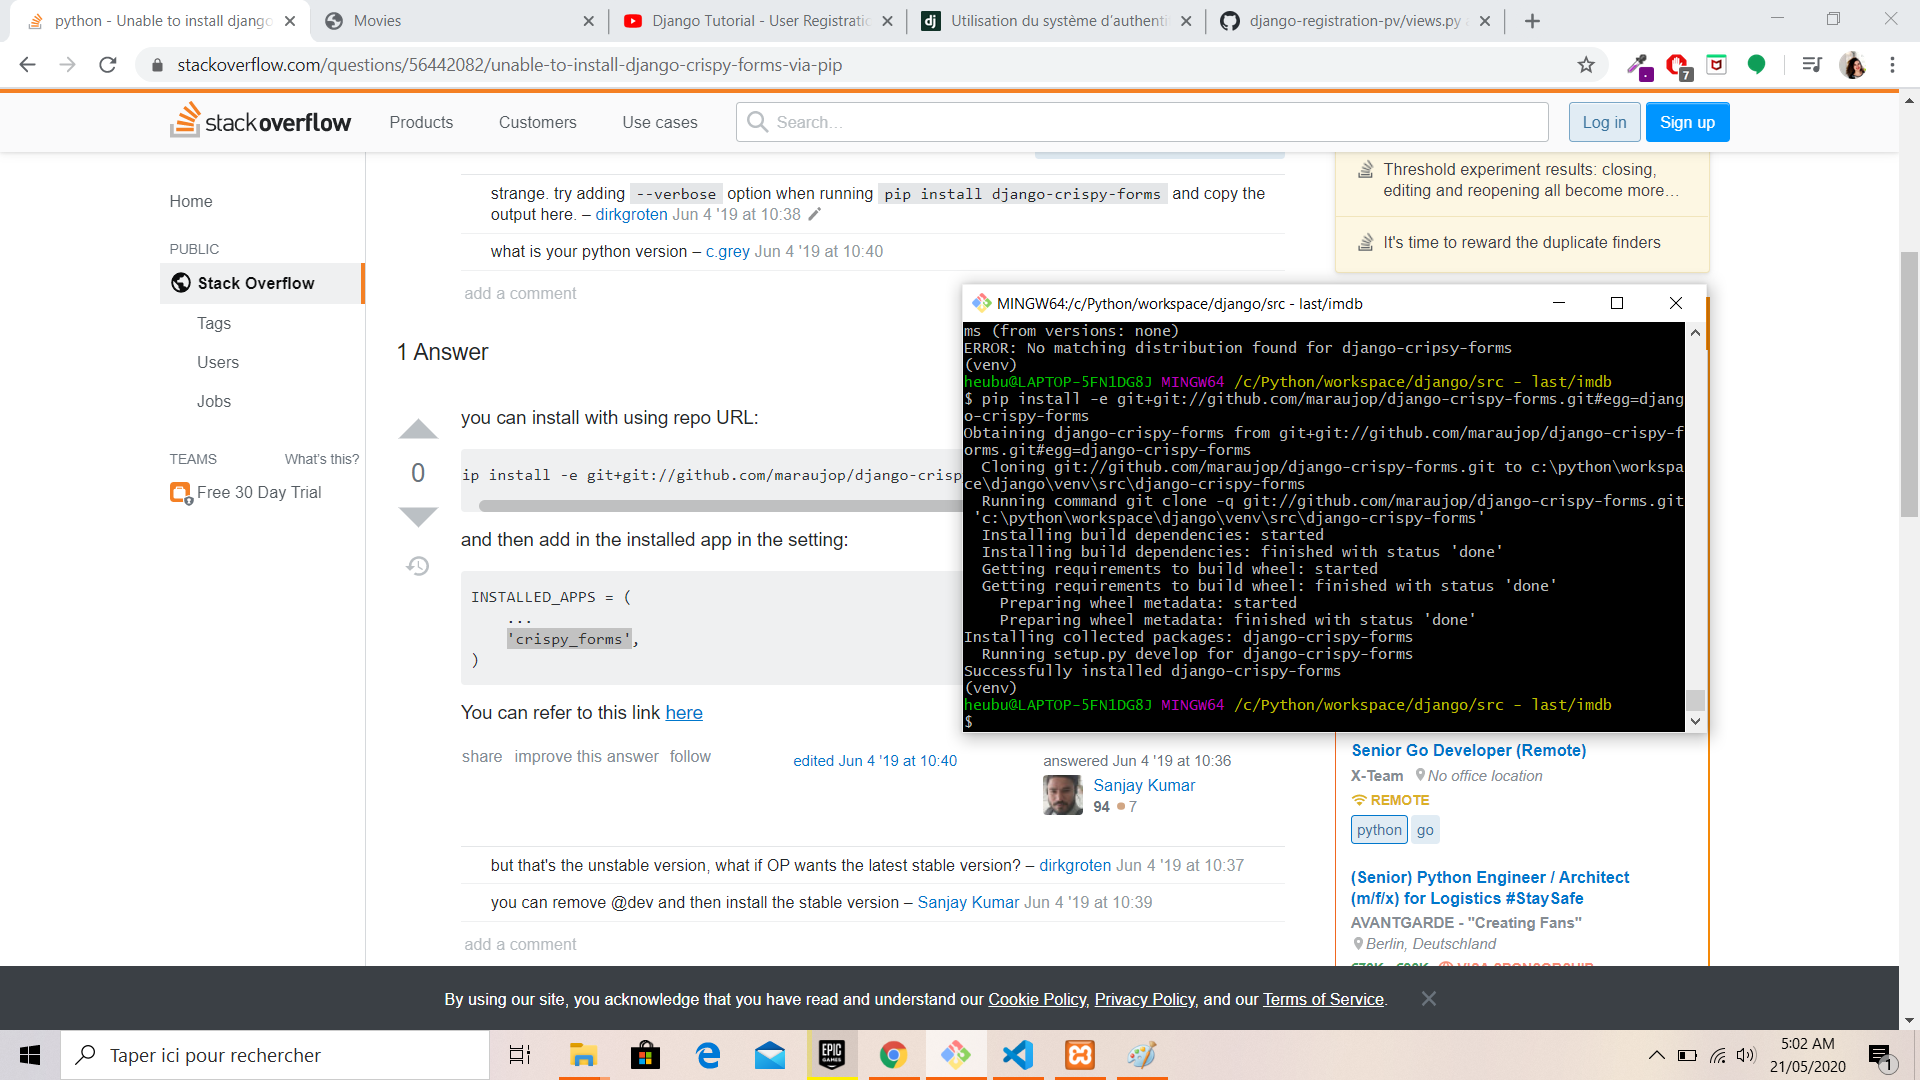 python - Unable to install django
Movies
Django Tutorial - User Registratio
Utilisation du système d'authenti
django-registration-pv/views.py
stackoverflow.com/questions/56442082/unable-to-install-django-crispy-forms-via-pip
7
stackoverflow
Products
Customers
Use cases
Search...
Log in
Sign up
Home
PUBLIC
Stack Overflow
Tags
Users
Jobs
TEAMS
What's this?
Free 30 Day Trial
strange. try adding --verbose option when running pip install django-crispy-forms and copy the
output here. – dirkgroten Jun 4 '19 at 10:38
what is your python version – c.grey Jun 4 '19 at 10:40
add a comment
1 Answer
0
you can install with using repo URL:
ip install -e git+git://github.com/maraujop/django-crisp
and then add in the installed app in the setting:
INSTALLED_APPS = (
...
'crispy_forms',
)
You can refer to this link here
share improve this answer follow
edited Jun 4 '19 at 10:40
answered Jun 4 '19 at 10:36
Sanjay Kumar
94 7
but that's the unstable version, what if OP wants the latest stable version? – dirkgroten Jun 4 '19 at 10:37
you can remove @dev and then install the stable version – Sanjay Kumar Jun 4 '19 at 10:39
add a comment
Threshold experiment results: closing,
editing and reopening all become more…
It's time to reward the duplicate finders
MINGW64:/c/Python/workspace/django/src - last/imdb
ms (from versions: none)
ERROR: No matching distribution found for django-cripsy-forms
(venv)
heubu@LAPTOP-5FN1DG8J MINGW64 /c/Python/workspace/django/src - last/imdb
$ pip install -e git+git://github.com/maraujop/django-crispy-forms.git#egg=djang
o-crispy-forms
Obtaining django-crispy-forms from git+git://github.com/maraujop/django-crispy-f
orms.git#egg=django-crispy-forms
Cloning git://github.com/maraujop/django-crispy-forms.git to c:\python\workspa
ce\django\venv\src\django-crispy-forms
Running command git clone -q git://github.com/maraujop/django-crispy-forms.git
'c:\python\workspace\django\venv\src\django-crispy-forms'
Installing build dependencies: started
Installing build dependencies: finished with status 'done'
Getting requirements to build wheel: started
Getting requirements to build wheel: finished with status 'done'
Preparing wheel metadata: started
Preparing wheel metadata: finished with status 'done'
Installing collected packages: django-crispy-forms
Running setup.py develop for django-crispy-forms
Successfully installed django-crispy-forms
(venv)
heubu@LAPTOP-5FN1DG8J MINGW64 /c/Python/workspace/django/src - last/imdb
$
Senior Go Developer (Remote)
X-Team No office location
REMOTE
python go
(Senior) Python Engineer / Architect
(m/f/x) for Logistics #StaySafe
AVANTGARDE - "Creating Fans"
Berlin, Deutschland
By using our site, you acknowledge that you have read and understand our Cookie Policy, Privacy Policy, and our Terms of Service.
Taper ici pour rechercher
EPIC
GAMES
5:02 AM
21/05/2020
1